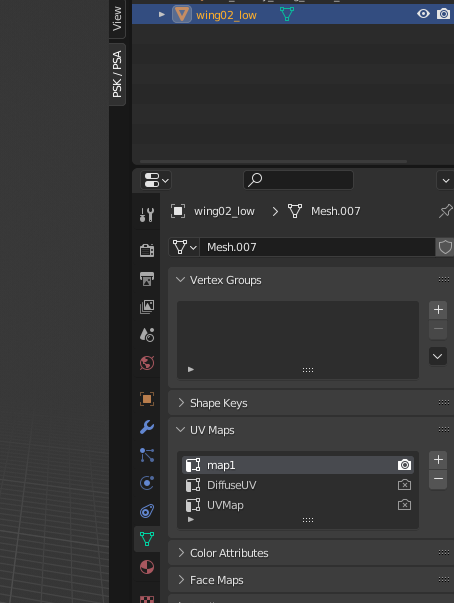 View
wing02_low
PSK / PSA
wing02_low > Mesh.007
Mesh.007
Vertex Groups
Shape Keys
UV Maps
map1
DiffuseUV
UVMap
Color Attributes
Face Maps